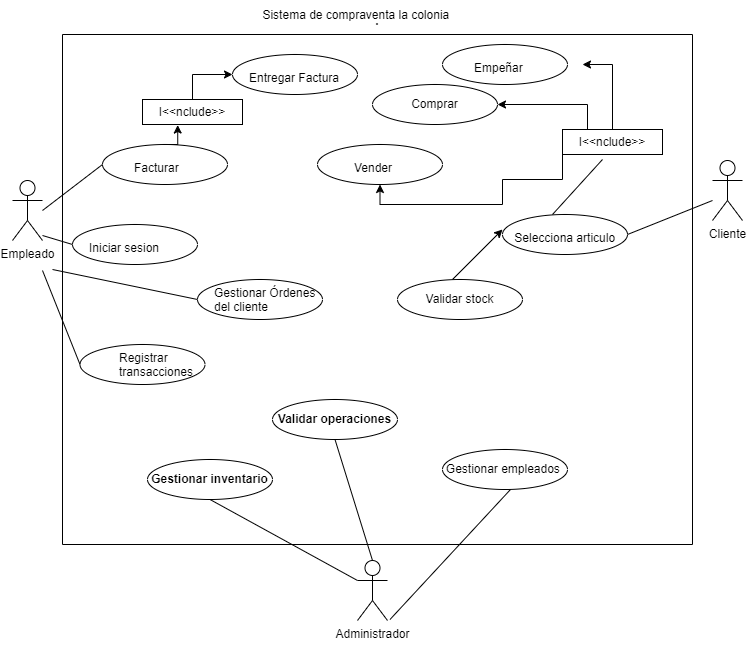 Sistema de compraventa la colonia
Entregar Factura
Empeñar
Comprar
I<<nclude>>
I<<nclude>>
Facturar
Vender
Cliente
Empleado
Iniciar sesion
Selecciona articulo
Gestionar Órdenes
del cliente
Validar stock
Registrar
transacciones
Validar operaciones
Gestionar inventario
Gestionar empleados
Administrador